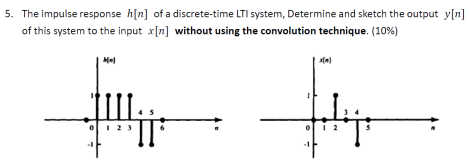 5. The impulse response h[n] of a discrete-time LTI system, Determine and sketch the output y[n]
of this system to the input x[n] without using the convolution technique. (10%)
h[n] x[n]
1 1
4 5 3 4
0 1 2 3 6 n 0 1 2 5 n
-1 -1